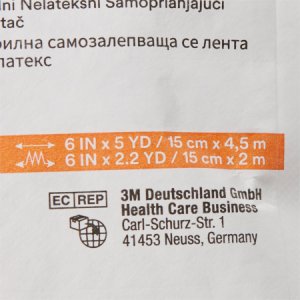 Nelateksni Samoprianjajući
рилна самозалепваща се лента
латекс
6 IN x 5 YD / 15 cm x 4,5 m
6 IN x 2.2 YD / 15 cm x 2 m
EC REP
3M Deutschland GmbH
Health Care Business
Carl-Schurz-Str. 1
41453 Neuss, Germany